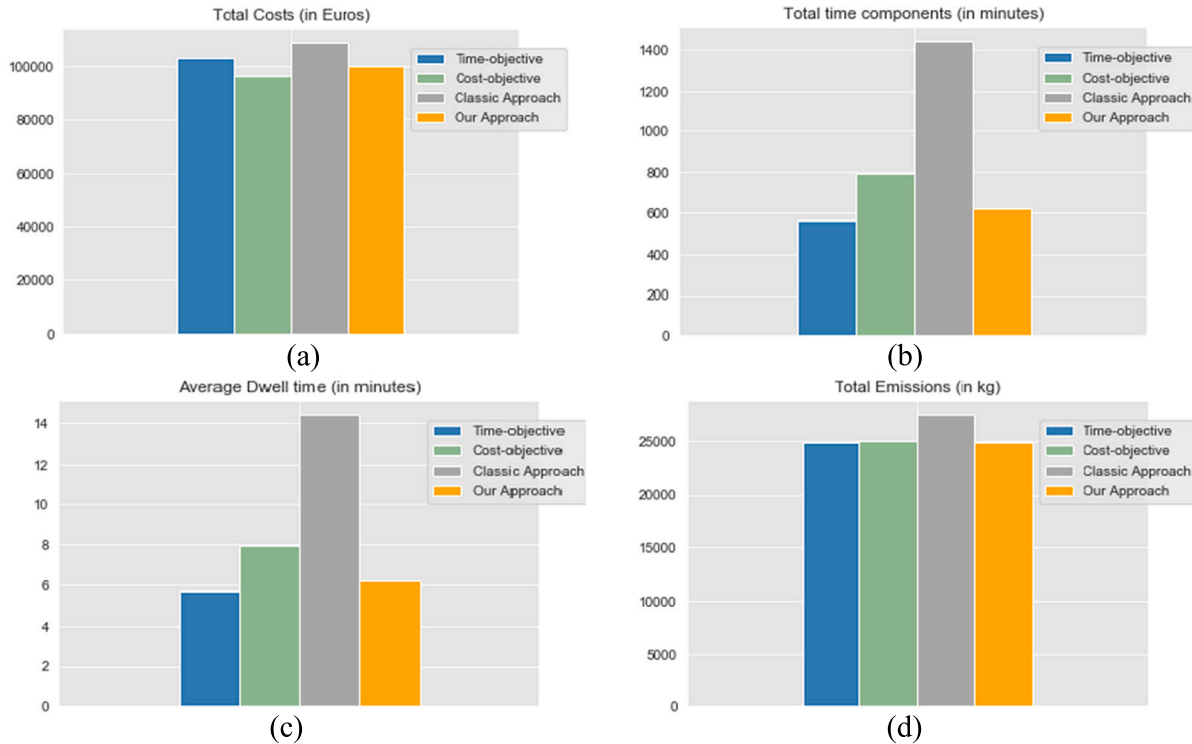 Total Costs (in Euros)
100000
80000
60000
40000
20000
0
Time-objective
Cost-objective
Classic Approach
Our Approach
(a)
Total time components (in minutes)
1400
1200
1000
800
600
400
200
0
Time-objective
Cost-objective
Classic Approach
Our Approach
(b)
Average Dwell time (in minutes)
14
12
10
8
6
4
2
0
Time-objective
Cost-objective
Classic Approach
Our Approach
(c)
Total Emissions (in kg)
25000
20000
15000
10000
5000
0
Time-objective
Cost-objective
Classic Approach
Our Approach
(d)